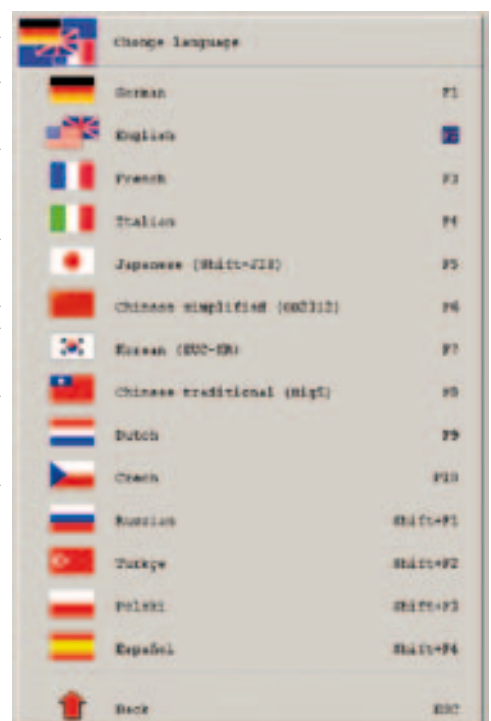 Change language
German F1
English F2
French F3
Italian F4
Japanese (Shift-JIS) F5
Chinese simplified (GB2312) F6
Korean (EUC-KR) F7
Chinese traditional (Big5) F8
Dutch F9
Czech F10
Russian Shift+F1
Turkçe Shift+F2
Polski Shift+F3
Español Shift+F4
Back ESC